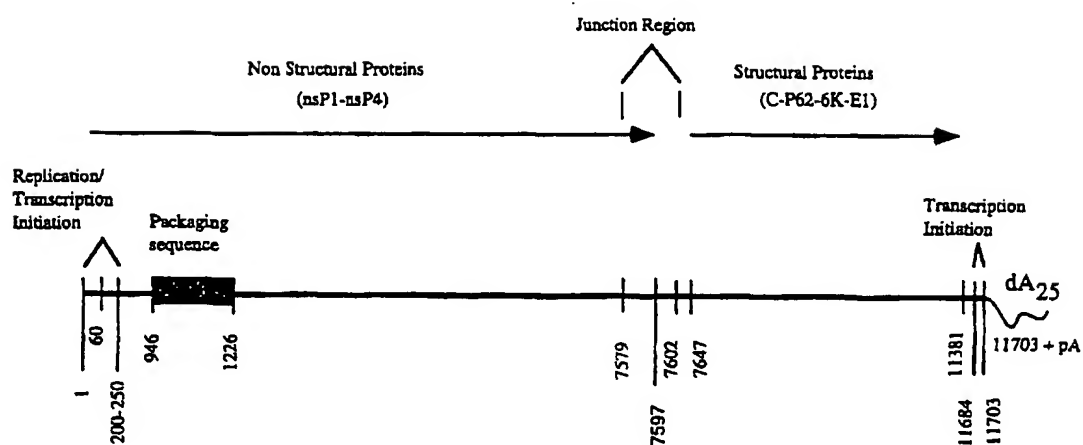 Junction Region
Non Structural Proteins
(nsP1-nsP4)
Structural Proteins
(C-P62-6K-E1)
Replication/
Transcription
Initiation
Packaging
sequence
Transcription
Initiation
dA25
1
60
200-250
946
1226
7579
7597
7602
7647
11381
11684
11703
11703 + pA